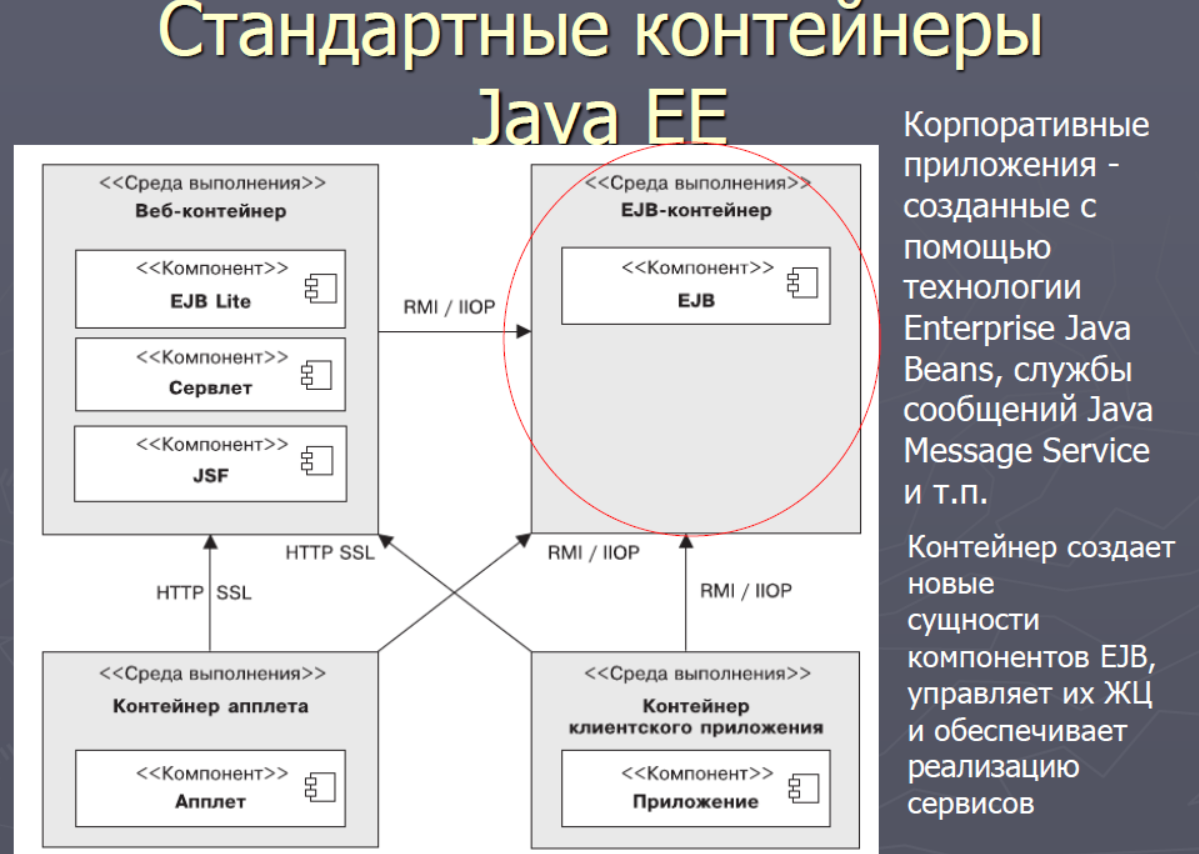 Стандартные контейнеры
Java EE
<<Среда выполнения>>
Веб-контейнер
<<Компонент>>
EJB Lite
<<Компонент>>
Сервлет
<<Компонент>>
JSF
RMI / IIOP
<<Среда выполнения>>
EJB-контейнер
<<Компонент>>
EJB
HTTP SSL
RMI / IIOP
HTTP SSL
RMI / IIOP
<<Среда выполнения>>
Контейнер апплета
<<Компонент>>
Апплет
<<Среда выполнения>>
Контейнер
клиентского приложения
<<Компонент>>
Приложение
Корпоративные
приложения -
созданные с
помощью
технологии
Enterprise Java
Beans, службы
сообщений Java
Message Service
и т.п.
Контейнер создает
новые
сущности
компонентов EJB,
управляет их ЖЦ
и обеспечивает
реализацию
сервисов